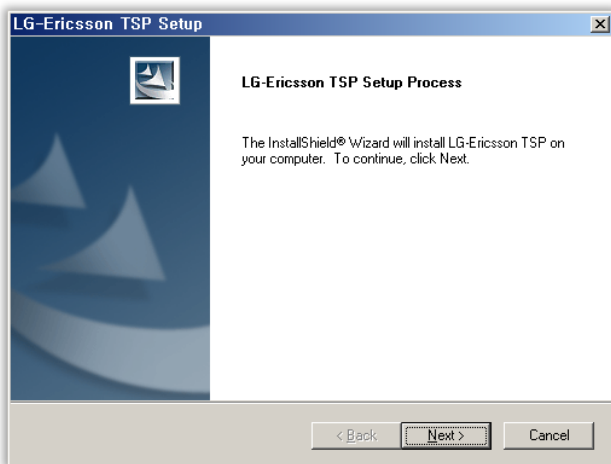 LG-Ericsson TSP Setup
LG-Ericsson TSP Setup Process
The InstallShield® Wizard will install LG-Ericsson TSP on
your computer.  To continue, click Next.
< Back
Next >
Cancel